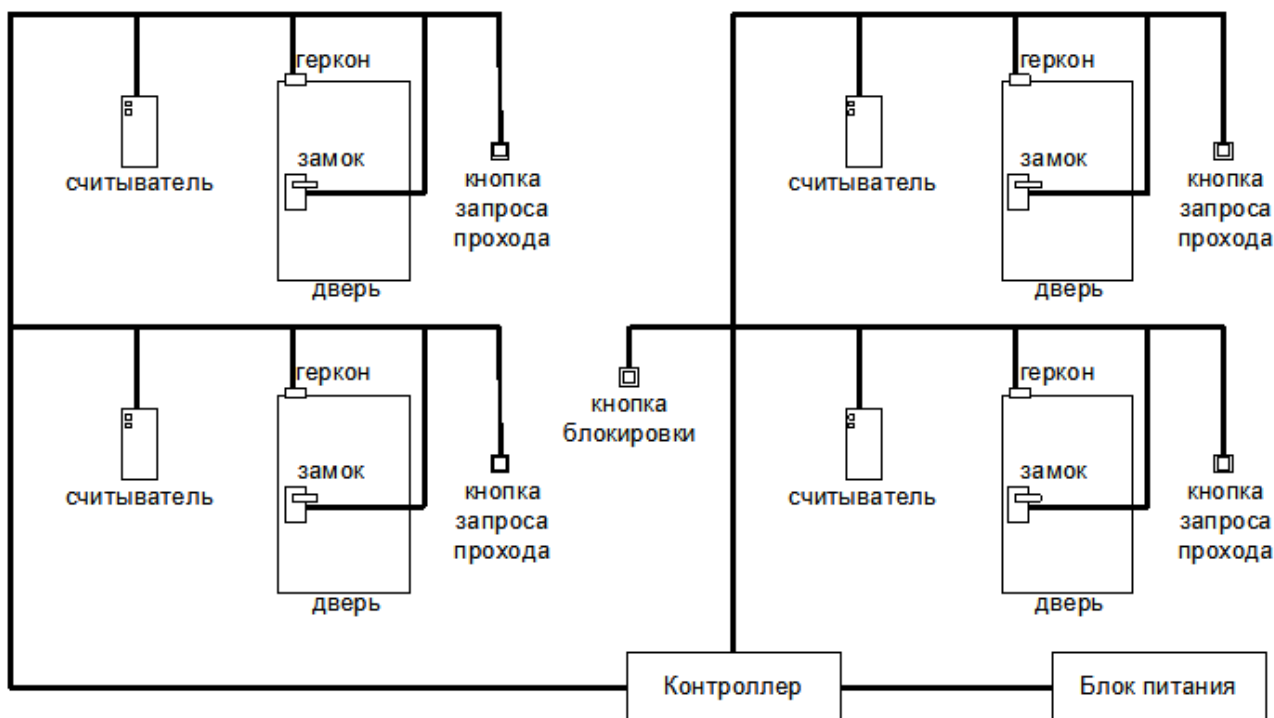 геркон
замок
считыватель
кнопка
запроса
прохода
дверь
геркон
замок
считыватель
кнопка
запроса
прохода
дверь
геркон
замок
считыватель
кнопка
запроса
прохода
дверь
кнопка
блокировки
геркон
замок
считыватель
кнопка
запроса
прохода
дверь
Контроллер
Блок питания